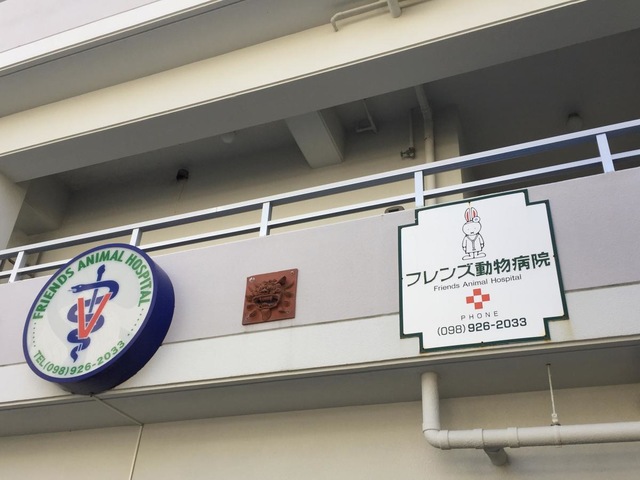 FRIENDS ANIMAL HOSPITAL
V
TEL(098)926-2033
フレンズ動物病院
Friends Animal Hospital
PHONE
(098)926-2033